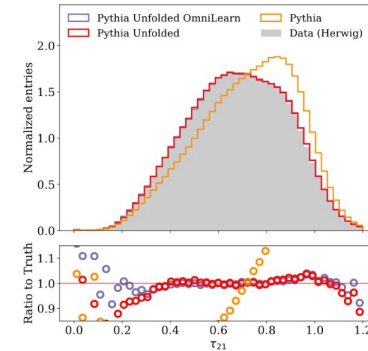 Pythia Unfolded OmniLearn Pythia
Pythia Unfolded Data (Herwig)
Normalized entries
2.0
1.5
1.0
0.5
0.0
Ratio to Truth
1.1
1.0
0.9
0.0 0.2 0.4 0.6 0.8 1.0 1.2
τ21